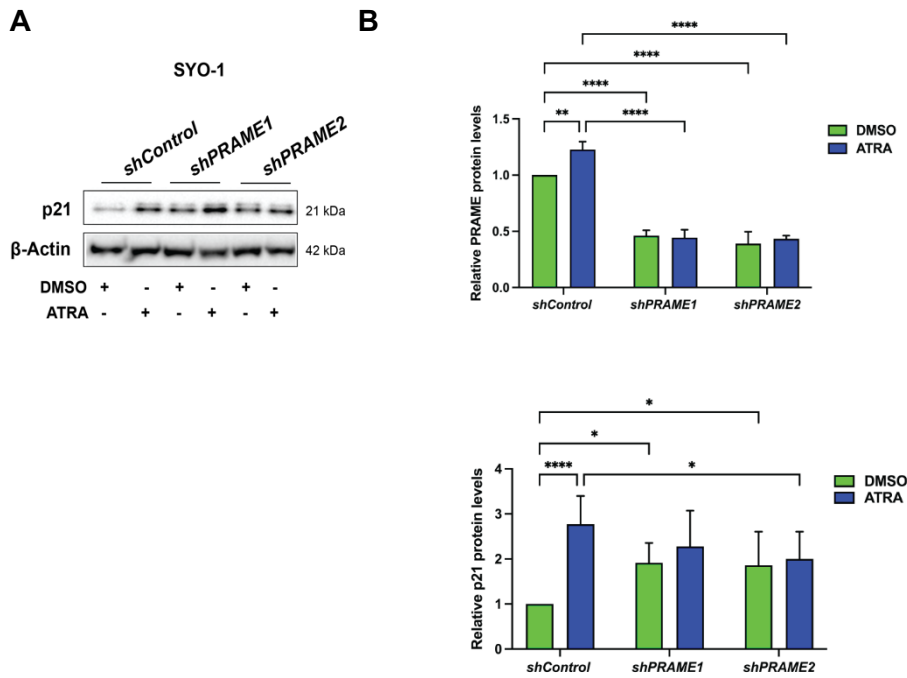 A
SYO-1
shControl
shPRAME1
shPRAME2
p21
21 kDa
β-Actin
42 kDa
DMSO + - + - + -
ATRA - + - + - +
B
****
****
****
** ****
1.5
1.0
0.5
0.0
Relative PRAME protein levels
shControl shPRAME1 shPRAME2
DMSO
ATRA
*
*
**** *
4
3
2
1
0
Relative p21 protein levels
shControl shPRAME1 shPRAME2
DMSO
ATRA